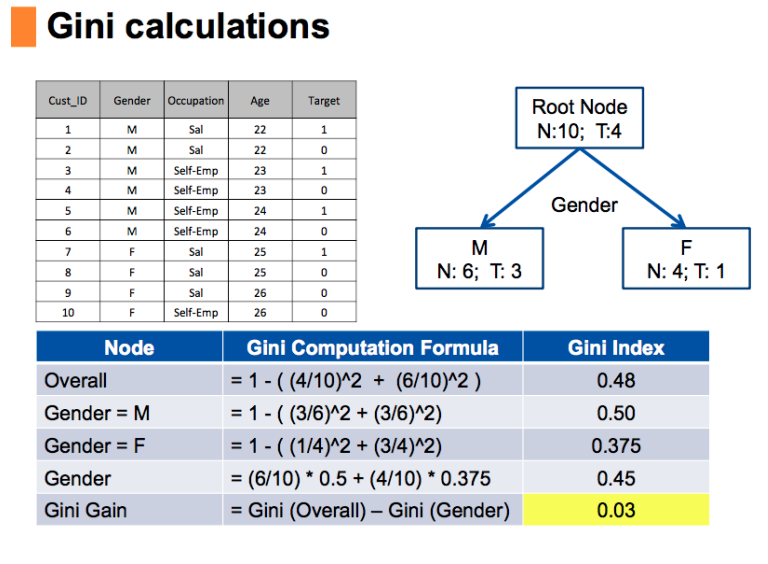 Gini calculations
Cust_ID Gender Occupation Age Target
1 M Sal 22 1
2 M Sal 22 0
3 M Self-Emp 23 1
4 M Self-Emp 23 0
5 M Self-Emp 24 1
6 M Self-Emp 24 0
7 F Sal 25 1
8 F Sal 25 0
9 F Sal 26 0
10 F Self-Emp 26 0
Root Node
N:10; T:4
Gender
M
N: 6; T: 3
F
N: 4; T: 1
Node Gini Computation Formula Gini Index
Overall = 1 - ( (4/10)^2 + (6/10)^2 ) 0.48
Gender = M = 1 - ( (3/6)^2 + (3/6)^2) 0.50
Gender = F = 1 - ( (1/4)^2 + (3/4)^2) 0.375
Gender = (6/10) * 0.5 + (4/10) * 0.375 0.45
Gini Gain = Gini (Overall) – Gini (Gender) 0.03